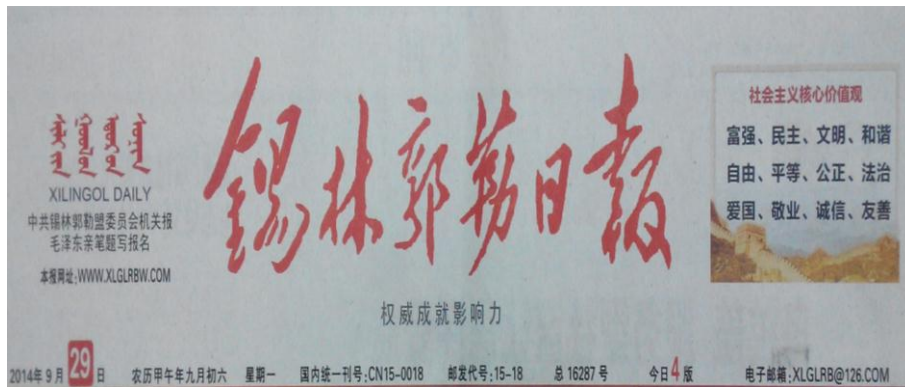 XILINGOL DAILY
中共锡林郭勒盟委员会机关报
毛泽东亲笔题写报名
本报网址:WWW.XLGLRBW.COM
锡林郭勒日报
权威成就影响力
社会主义核心价值观
富强、民主、文明、和谐
自由、平等、公正、法治
爱国、敬业、诚信、友善
2014年9月29日 农历甲午年九月初六 星期一 国内统一刊号:CN15-0018 邮发代号:15-18 总16287号 今日4版 电子邮箱:XLGLRB@126.COM